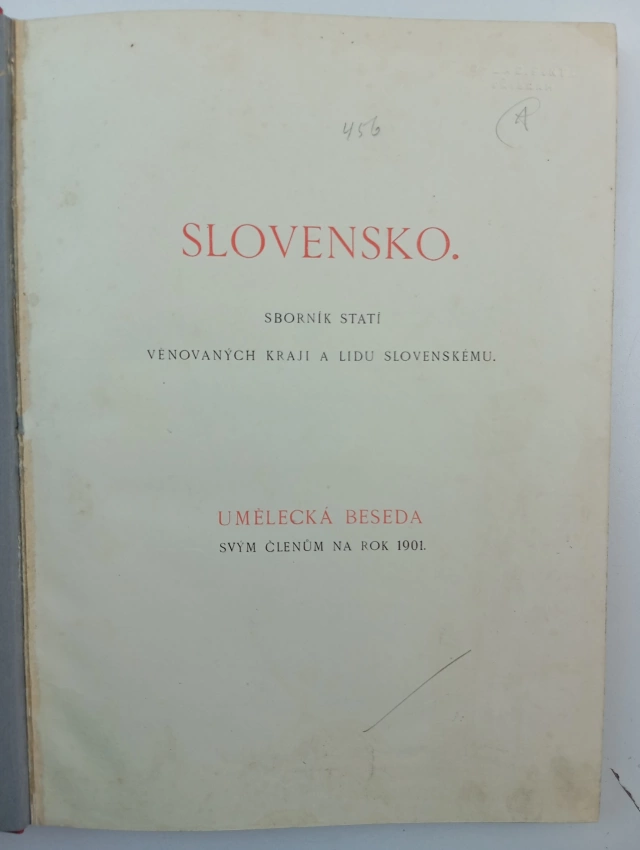 456
A
SLOVENSKO.
SBORNÍK STATÍ
VĚNOVANÝCH KRAJI A LIDU SLOVENSKÉMU.
UMĚLECKÁ BESEDA
SVÝM ČLENŮM NA ROK 1901.